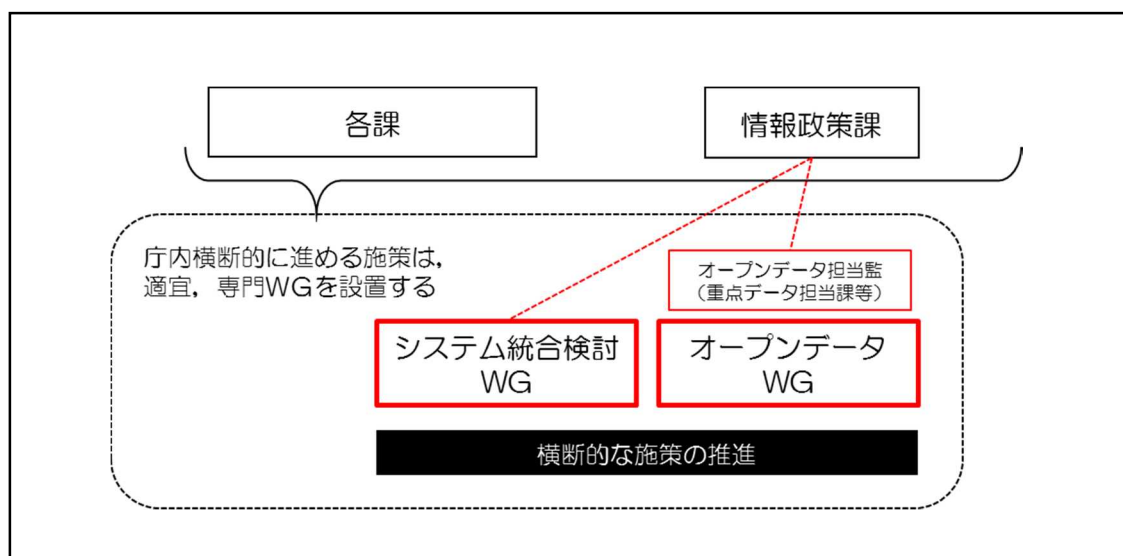 各課
情報政策課
庁内横断的に進める施策は，
適宜，専門ＷＧを設置する
オープンデータ担当監
（重点データ担当課等）
システム統合検討
ＷＧ
オープンデータ
ＷＧ
横断的な施策の推進